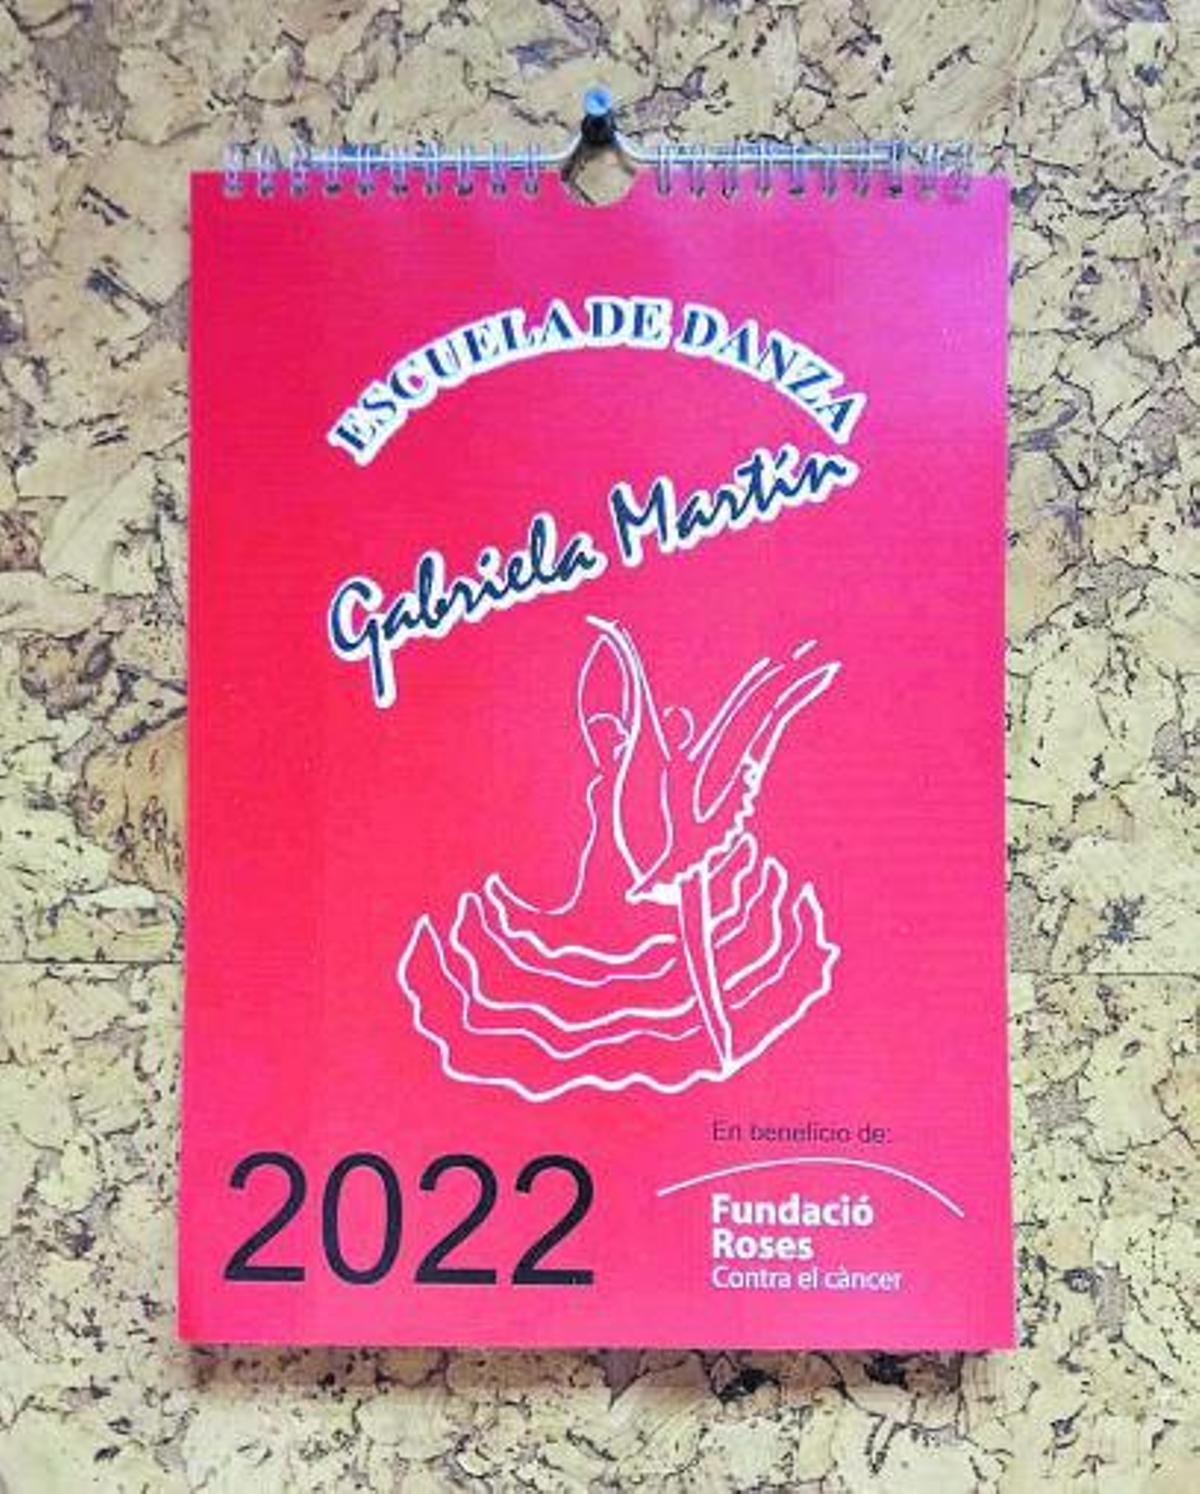 ESCUELA DE DANZA
Gabriela Martín
En beneficio de:
2022
Fundació
Roses
Contra el càncer